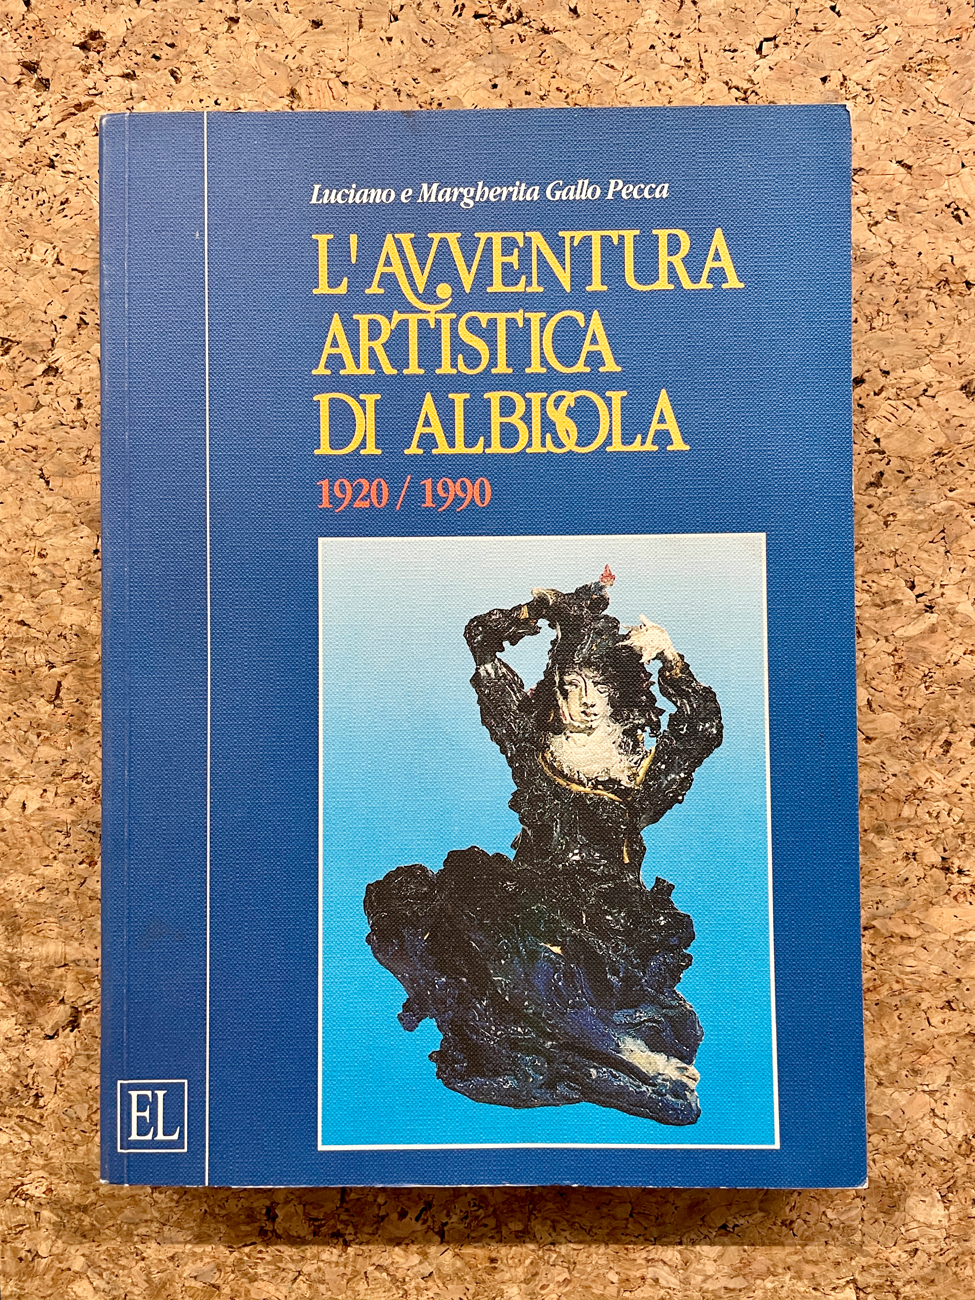 Luciano e Margherita Gallo Pecca
L'AVVENTURA
ARTISTICA
DI ALBISOLA
1920 / 1990
EL